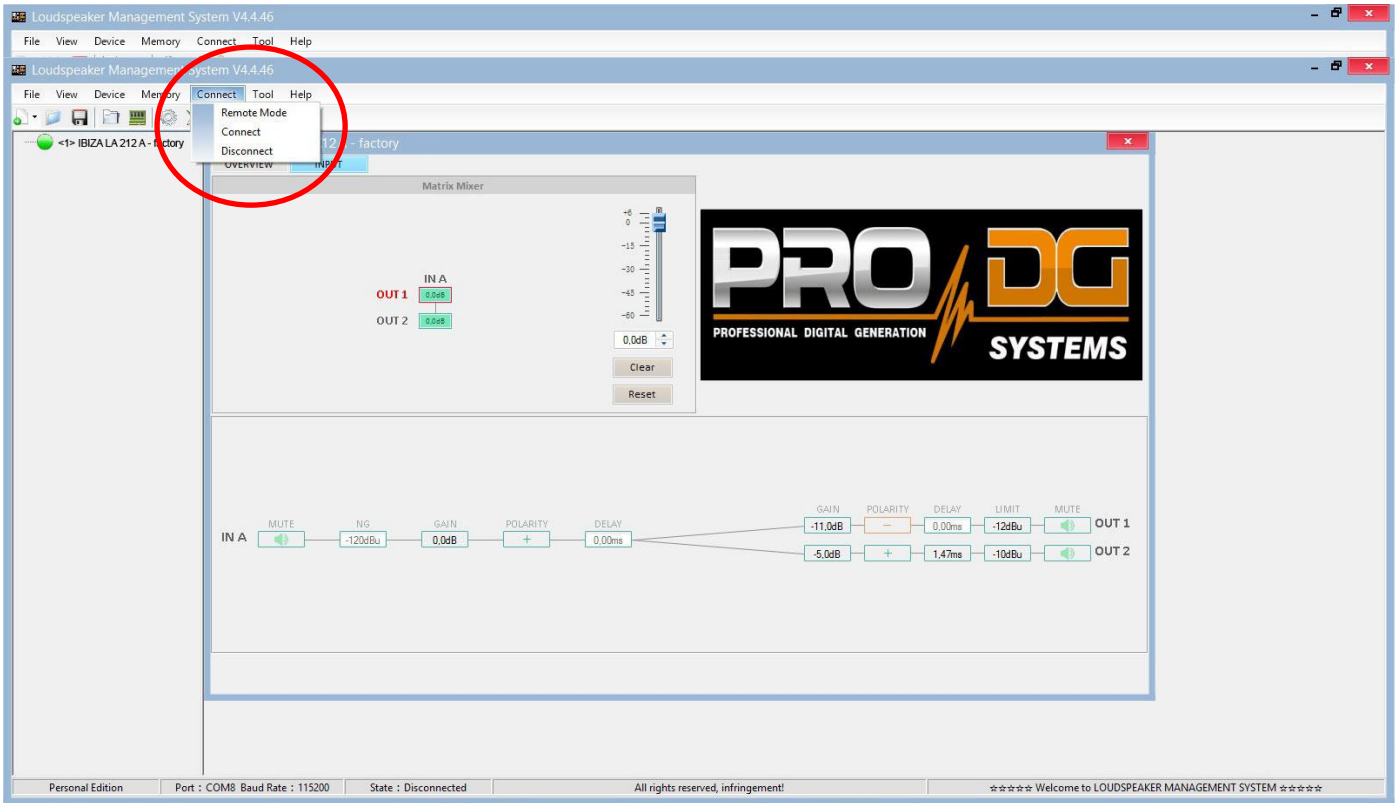 Loudspeaker Management System V4.4.46
File View Device Memory Connect Tool Help
Loudspeaker Management System V4.4.46
File View Device Memory Connect Tool Help
Remote Mode
Connect
Disconnect
<1> IBIZA LA 212 A - factory
12 A - factory
OVERVIEW INPUT
Matrix Mixer
+6
0
-15
-30
-45
-60
IN A
OUT 1 0,0dB
OUT 2 0,0dB
0,0dB
Clear
Reset
PRO DG
PROFESSIONAL DIGITAL GENERATION
SYSTEMS
IN A
MUTE NG GAIN POLARITY DELAY
-120dBu 0,0dB + 0,00ms
GAIN POLARITY DELAY LIMIT MUTE
-11,0dB − 0,00ms -12dBu OUT 1
-5,0dB + 1,47ms -10dBu OUT 2
Personal Edition Port : COM8 Baud Rate : 115200 State : Disconnected All rights reserved, infringement! ☆☆☆☆☆ Welcome to LOUDSPEAKER MANAGEMENT SYSTEM ☆☆☆☆☆